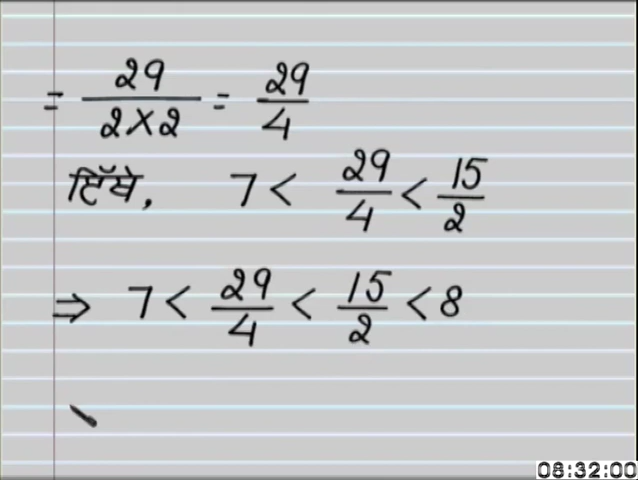 = 29/(2×2) = 29/4
ਇੱਥੇ, 7 < 29/4 < 15/2
⇒ 7 < 29/4 < 15/2 < 8
08:32:00